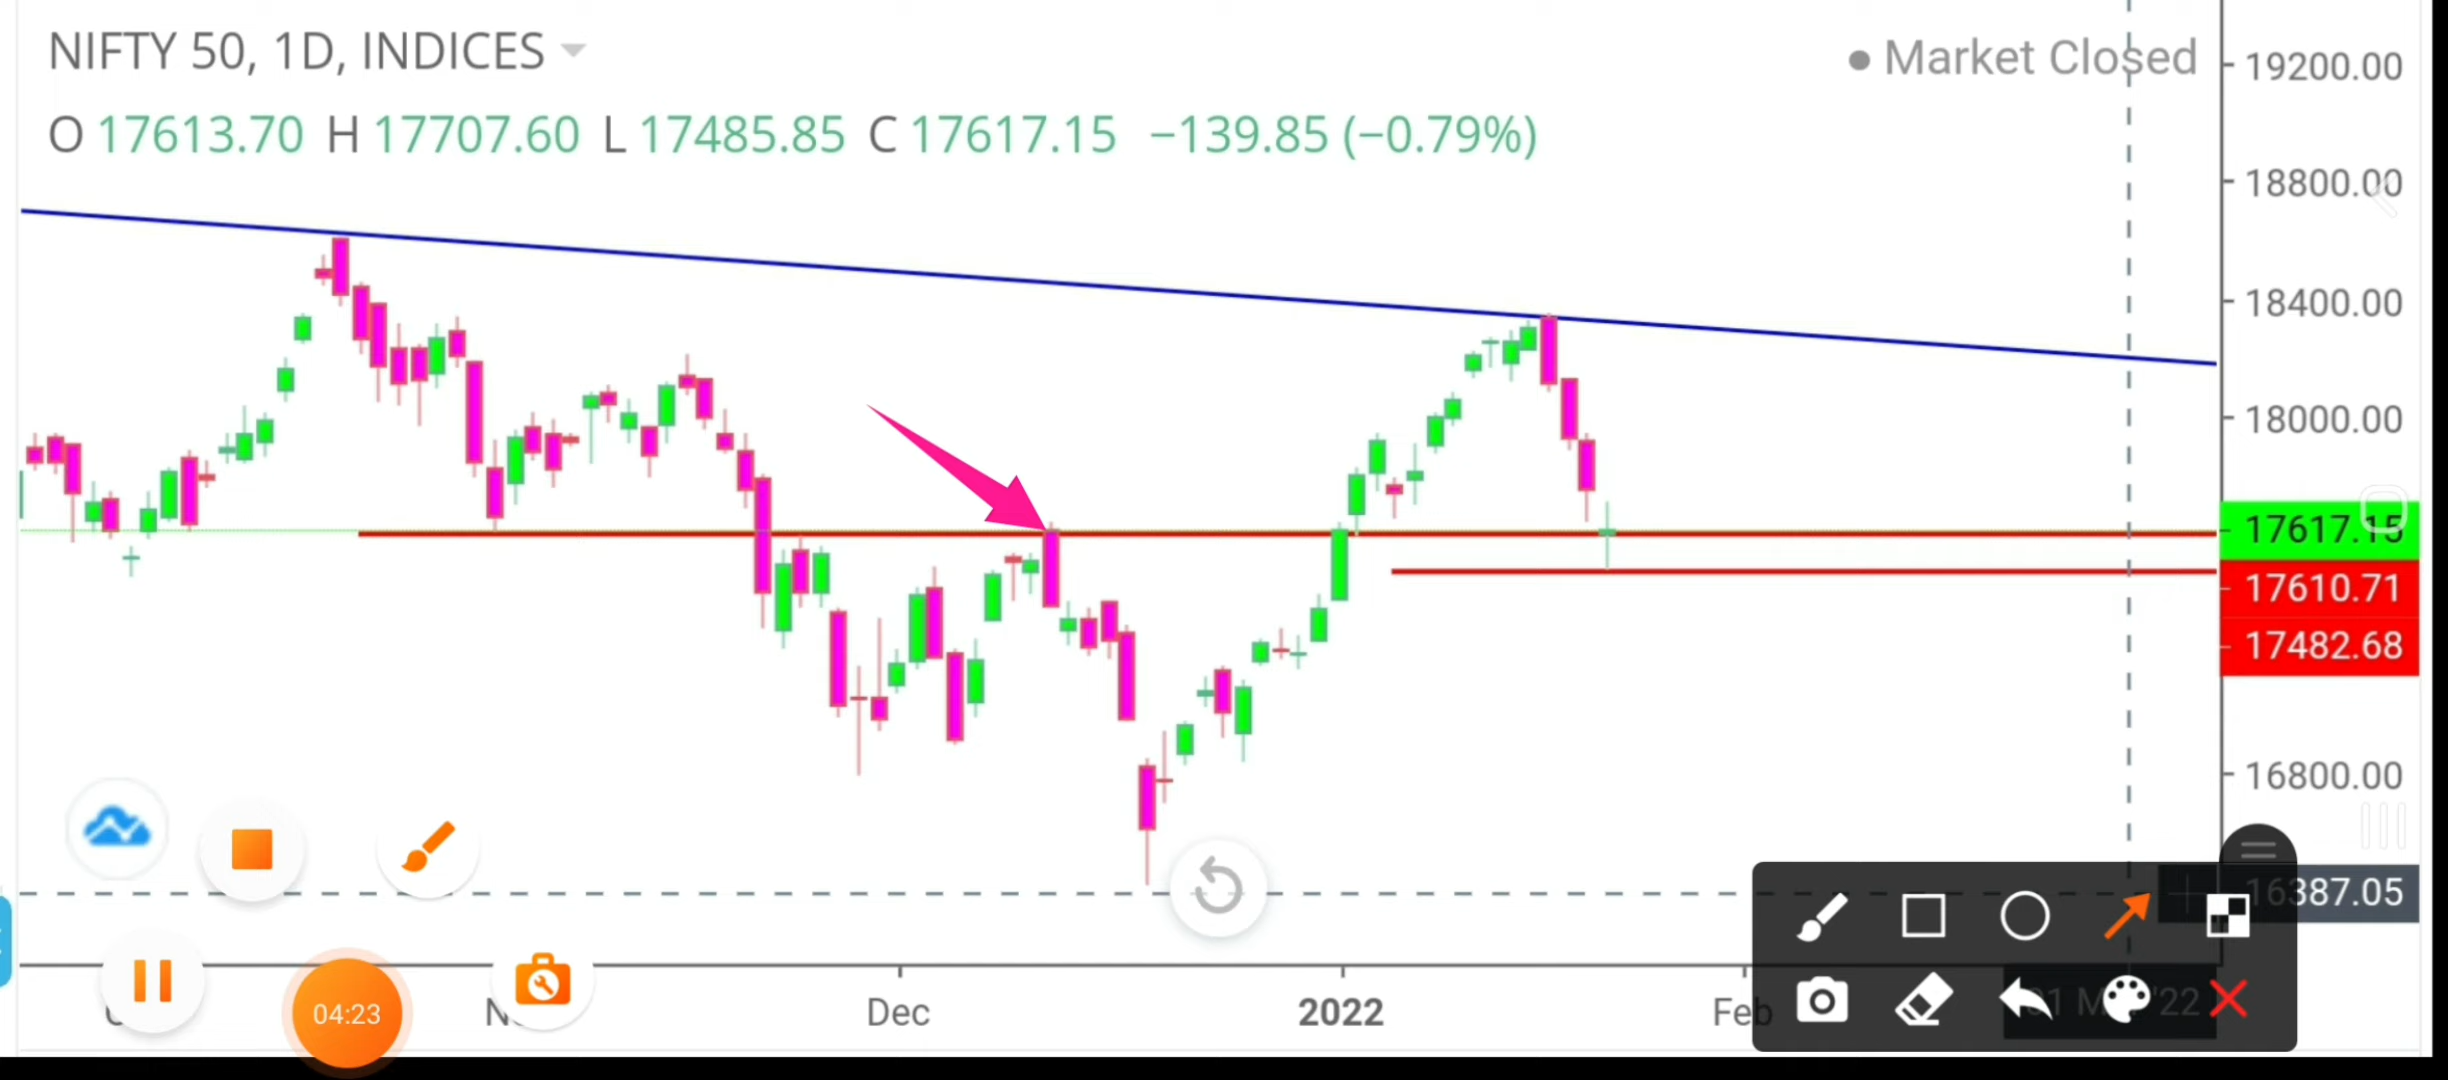 NIFTY 50, 1D, INDICES
Market Closed
O 17613.70 H 17707.60 L 17485.85 C 17617.15 −139.85 (−0.79%)
19200.00
18800.00
18400.00
18000.00
17617.15
17610.71
17482.68
16800.00
16387.05
04:23
Dec
2022
Feb
'22